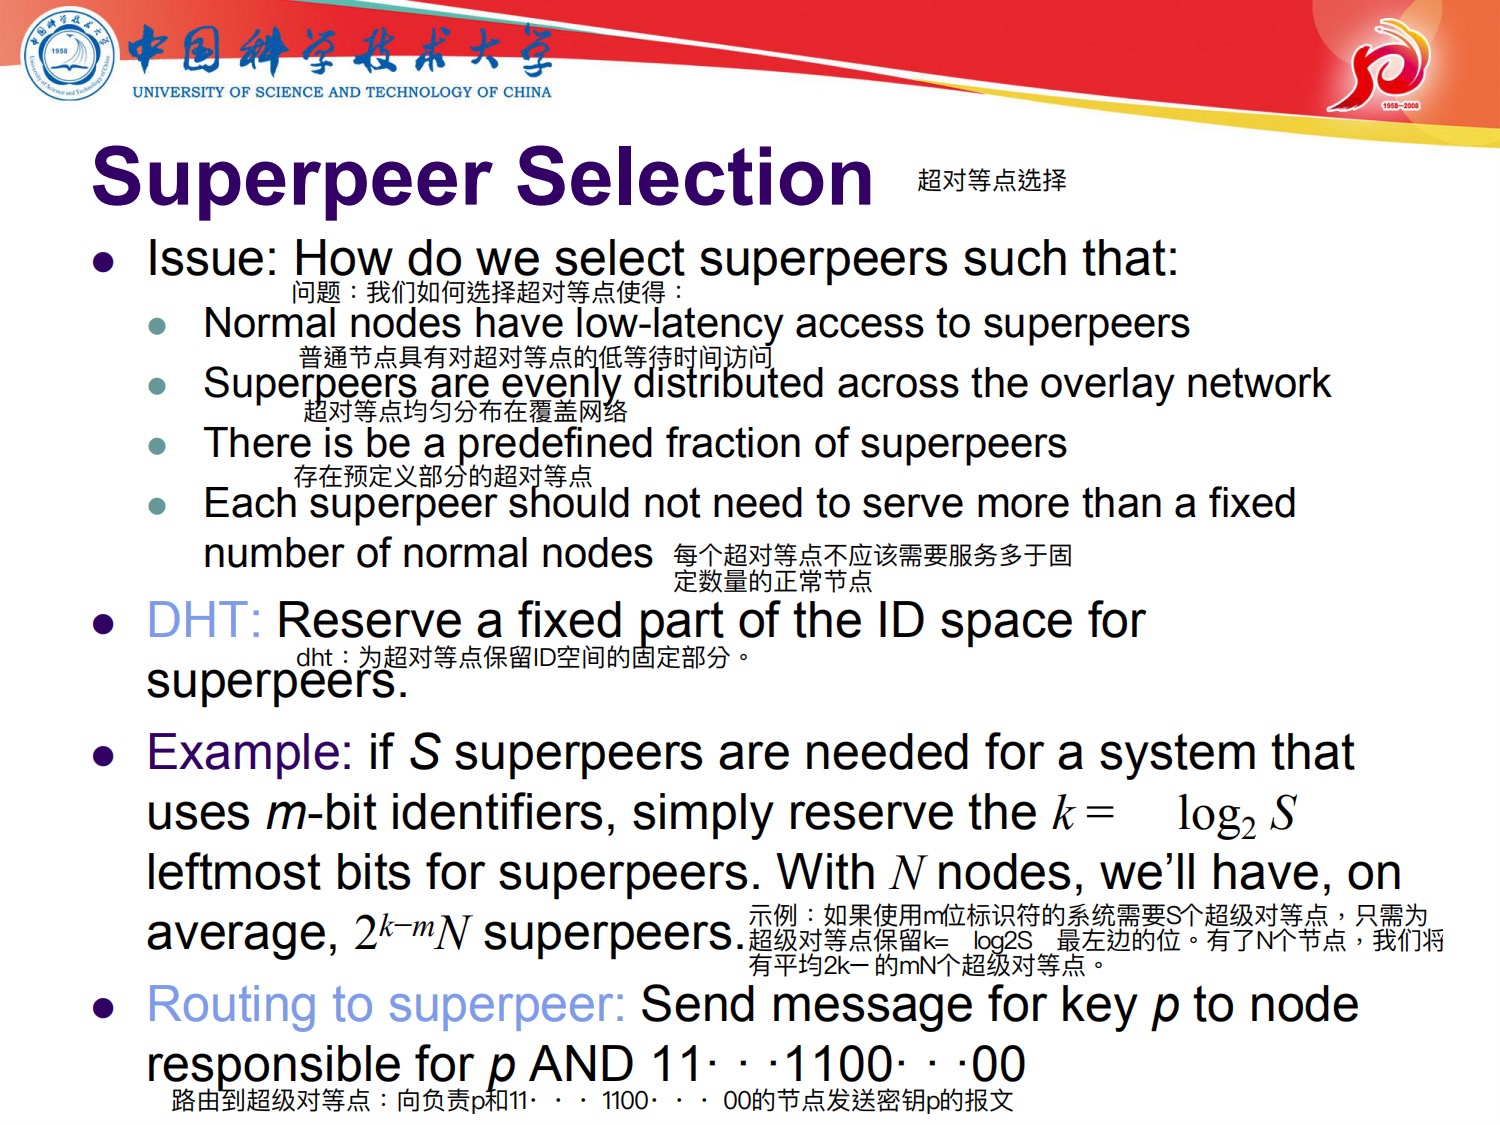 1958
中国科学技术大学
UNIVERSITY OF SCIENCE AND TECHNOLOGY OF CHINA
1958—2008
Superpeer Selection
超对等点选择
Issue: How do we select superpeers such that:
问题：我们如何选择超对等点使得：
Normal nodes have low-latency access to superpeers
普通节点具有对超对等点的低等待时间访问
Superpeers are evenly distributed across the overlay network
超对等点均匀分布在覆盖网络
There is be a predefined fraction of superpeers
存在预定义部分的超对等点
Each superpeer should not need to serve more than a fixed
number of normal nodes
每个超对等点不应该需要服务多于固
定数量的正常节点
DHT: Reserve a fixed part of the ID space for
dht：为超对等点保留ID空间的固定部分。
superpeers.
Example: if S superpeers are needed for a system that
uses m-bit identifiers, simply reserve the k = log₂ S
leftmost bits for superpeers. With N nodes, we’ll have, on
average, 2ᵏ⁻ᵐN superpeers.
示例：如果使用m位标识符的系统需要S个超级对等点，只需为
超级对等点保留k= log2S 最左边的位。有了N个节点，我们将
有平均2k－的mN个超级对等点。
Routing to superpeer: Send message for key p to node
responsible for p AND 11· · ·1100· · ·00
路由到超级对等点：向负责p和11· · · 1100· · · 00的节点发送密钥p的报文